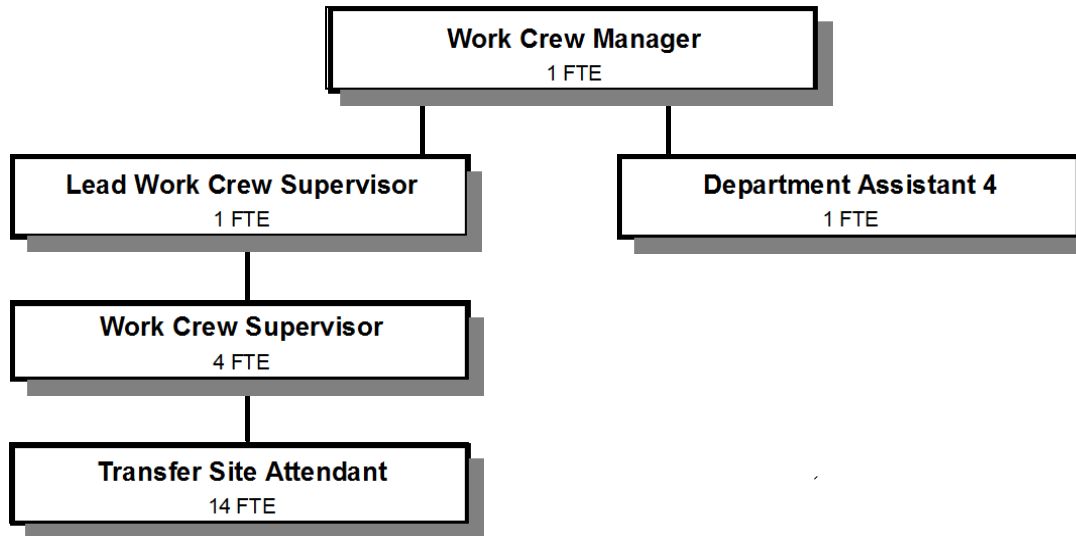 Work Crew Manager
1 FTE
Lead Work Crew Supervisor
1 FTE
Department Assistant 4
1 FTE
Work Crew Supervisor
4 FTE
Transfer Site Attendant
14 FTE